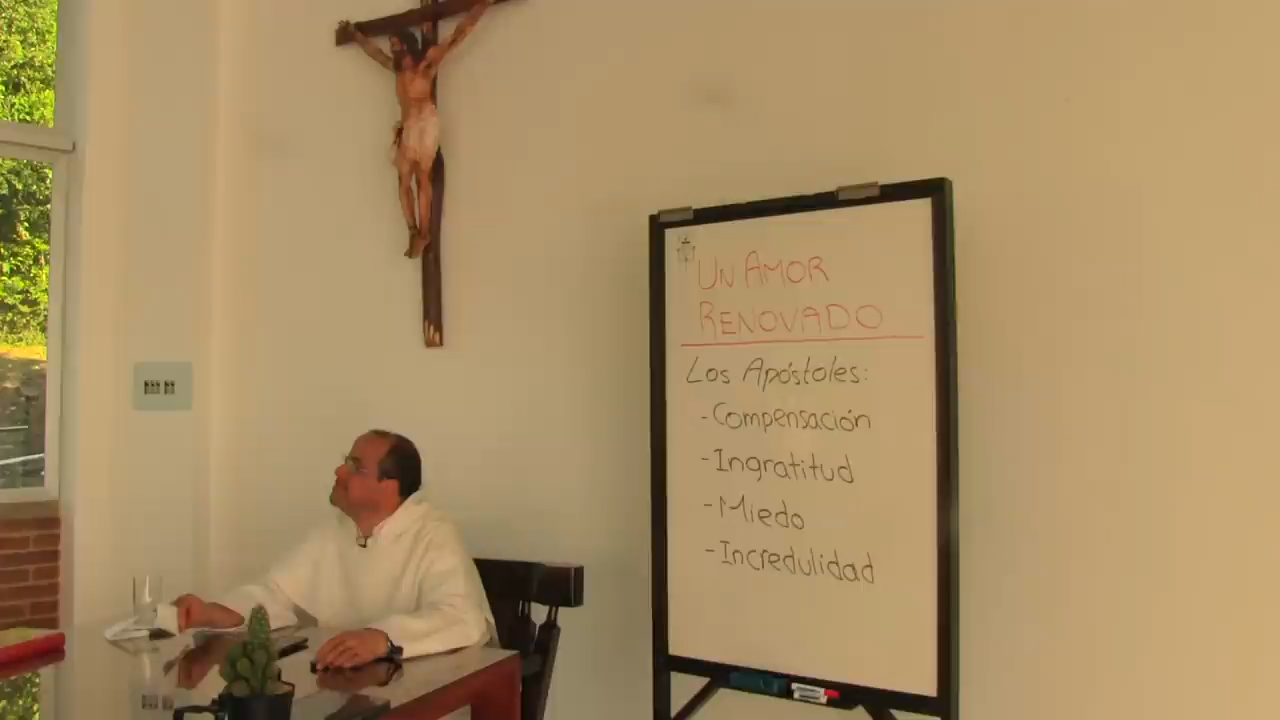 UN AMOR
RENOVADO
Los Apóstoles:
-Compensación
-Ingratitud
-Miedo
-Incredulidad